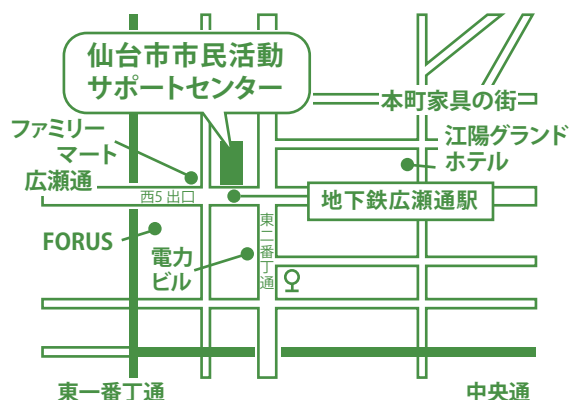 仙台市市民活動
サポートセンター
本町家具の街
ファミリー
マート
江陽グランド
ホテル
広瀬通
西5出口
地下鉄広瀬通駅
東二番丁通
FORUS
電力
ビル
東一番丁通
中央通